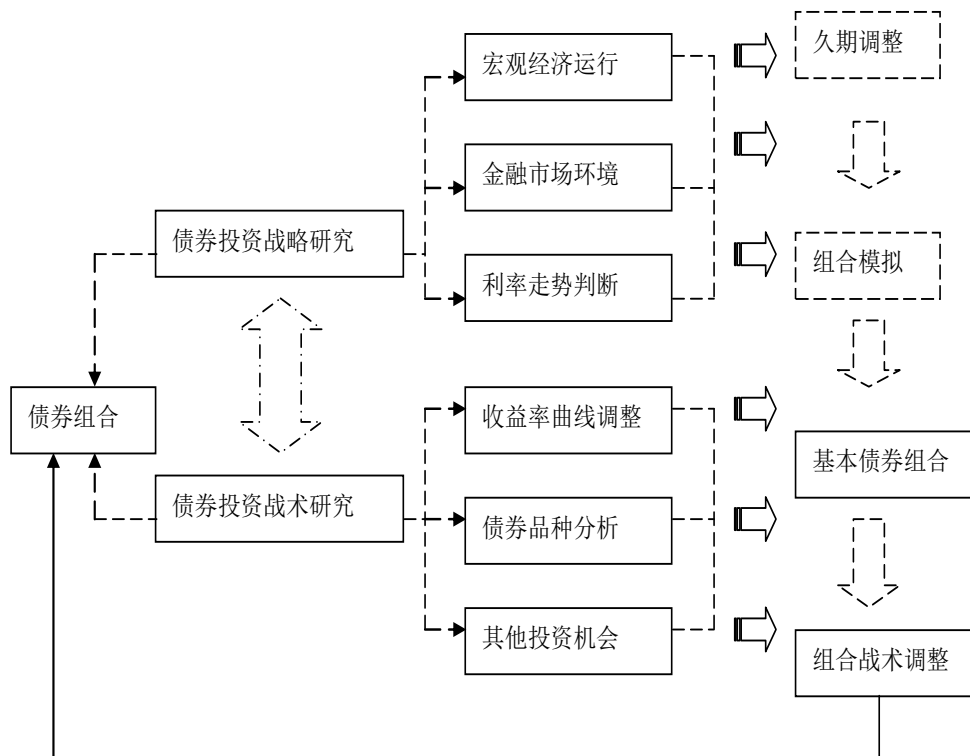 宏观经济运行
久期调整
金融市场环境
债券投资战略研究
利率走势判断
组合模拟
债券组合
收益率曲线调整
基本债券组合
债券投资战术研究
债券品种分析
其他投资机会
组合战术调整